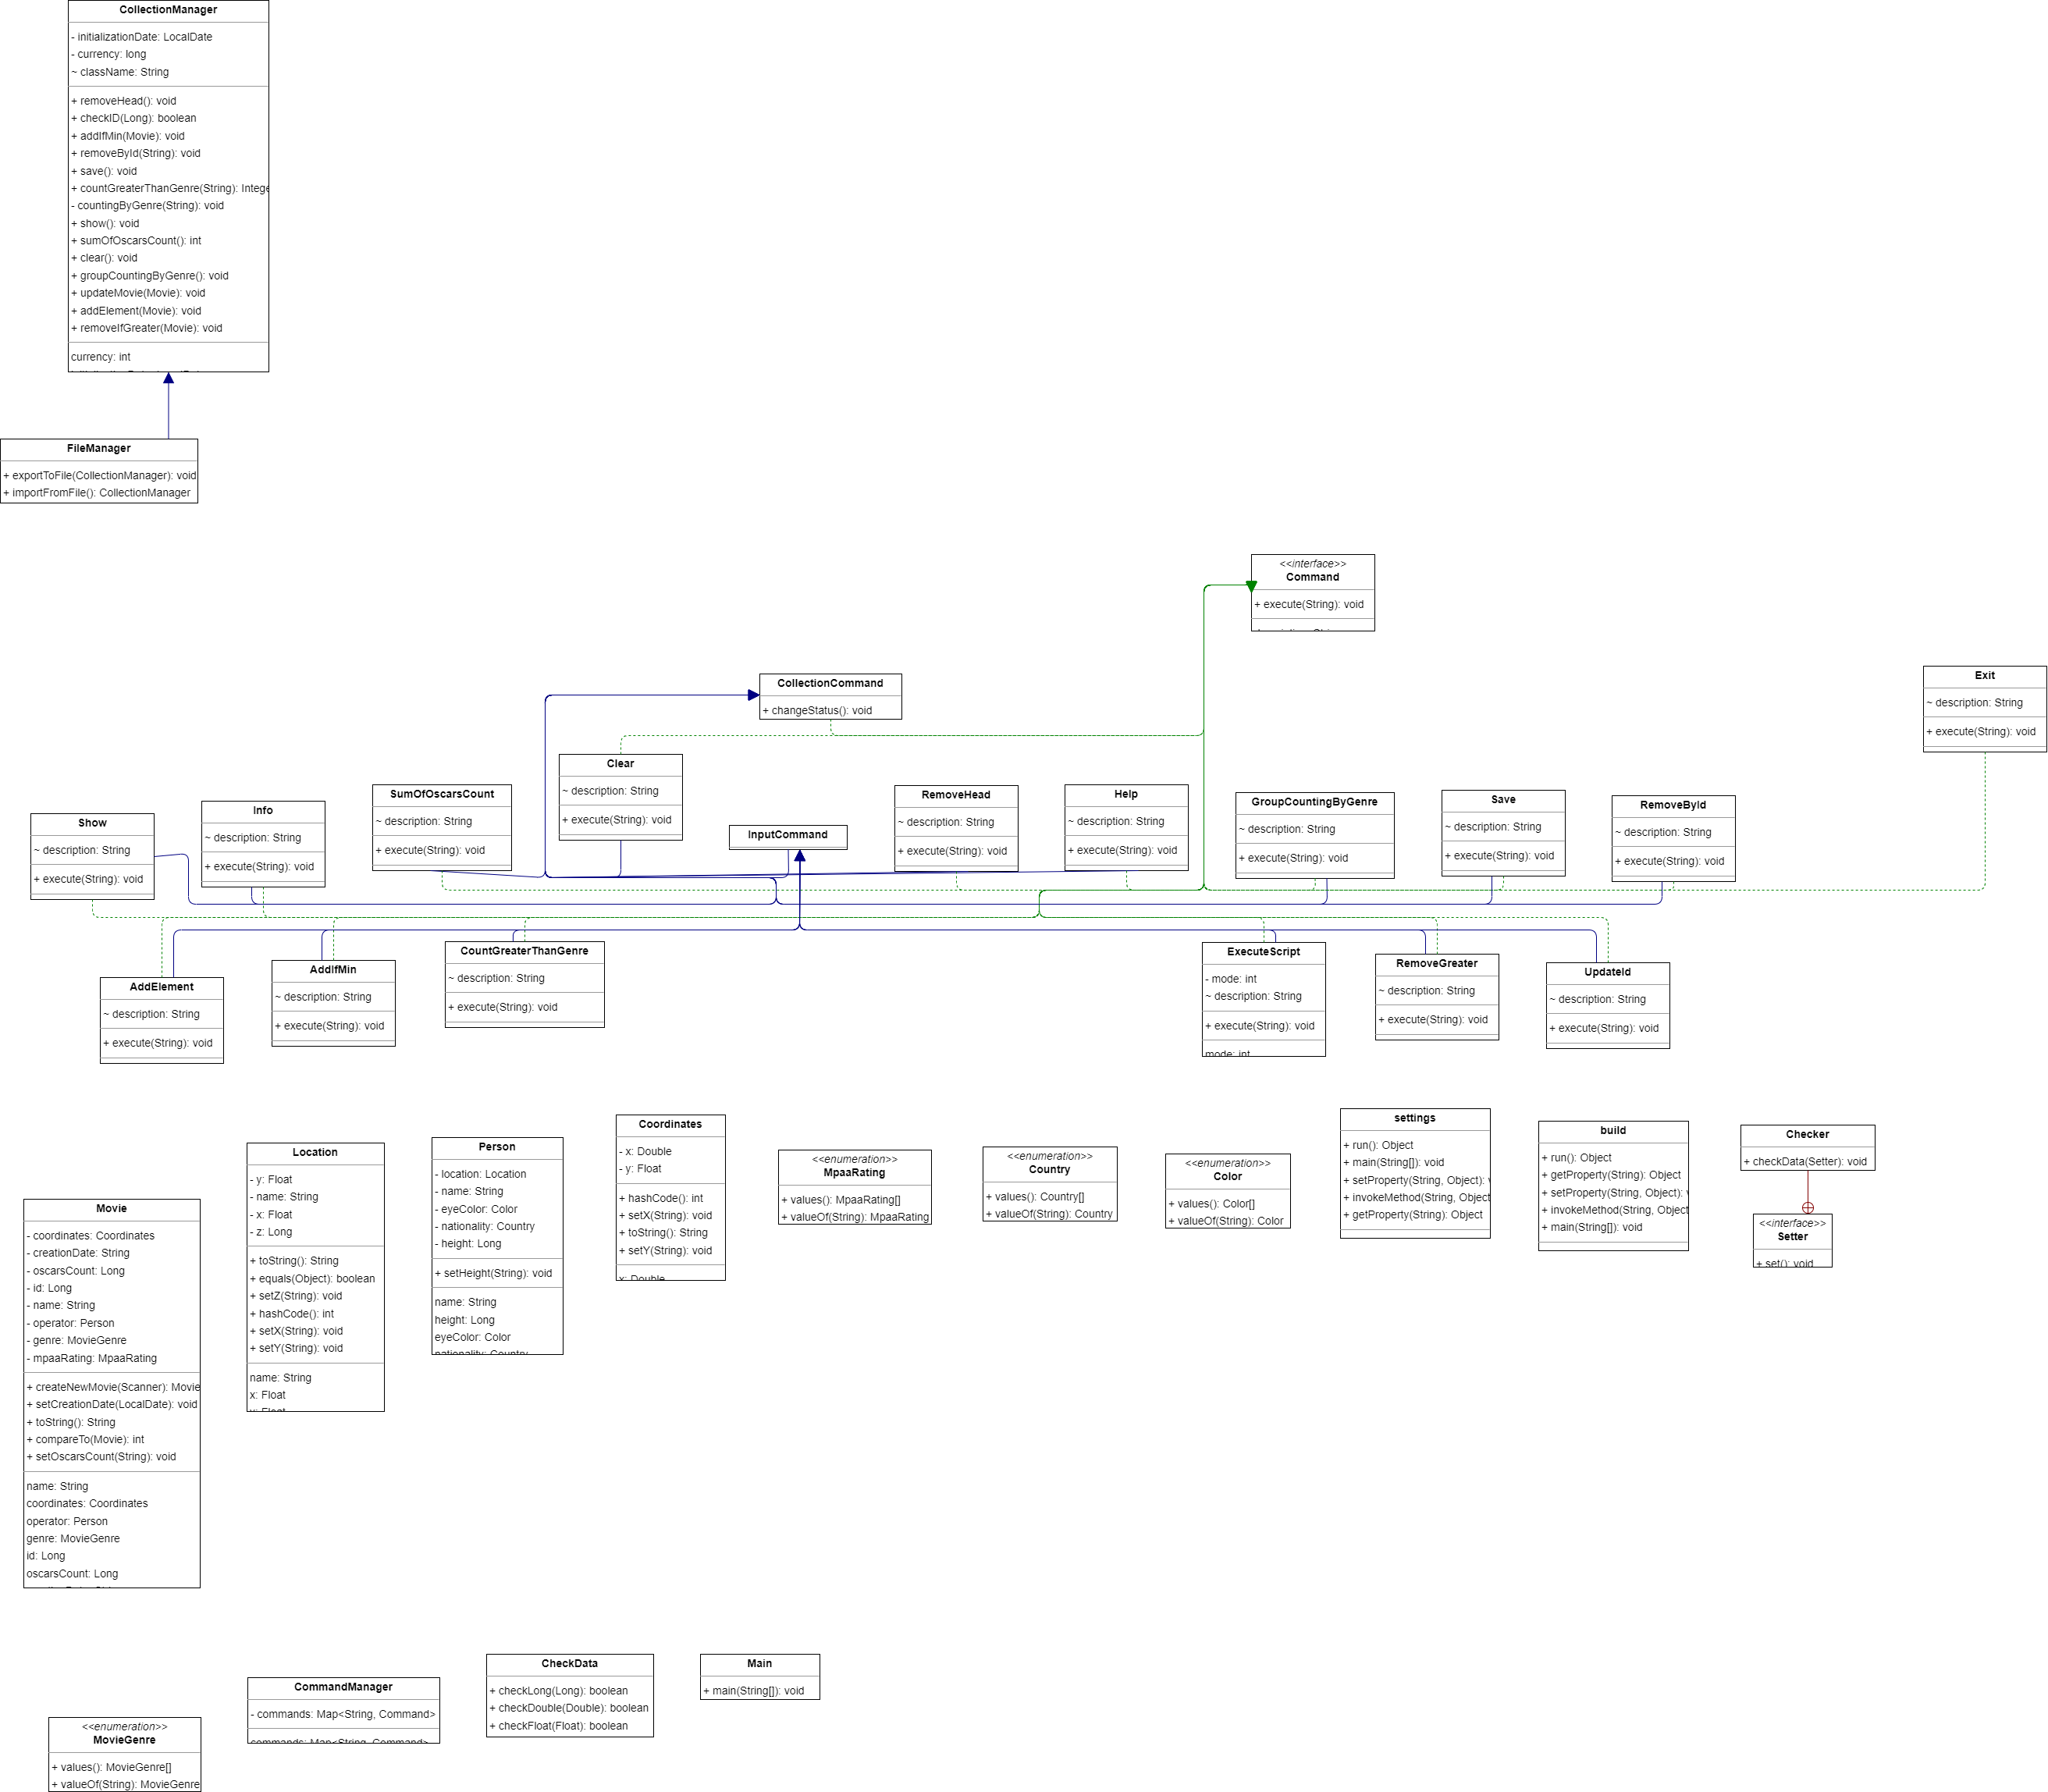 CollectionManager
- initializationDate: LocalDate
- currency: long
~ className: String
+ removeHead(): void
+ checkID(Long): boolean
+ addIfMin(Movie): void
+ removeById(String): void
+ save(): void
+ countGreaterThanGenre(String): Intege
- countingByGenre(String): void
+ show(): void
+ sumOfOscarsCount(): int
+ clear(): void
+ groupCountingByGenre(): void
+ updateMovie(Movie): void
+ addElement(Movie): void
+ removeIfGreater(Movie): void
currency: int
FileManager
+ exportToFile(CollectionManager): void
+ importFromFile(): CollectionManager
<<interface>>
Command
+ execute(String): void
CollectionCommand
+ changeStatus(): void
Exit
~ description: String
+ execute(String): void
Clear
~ description: String
+ execute(String): void
Show
~ description: String
+ execute(String): void
Info
~ description: String
+ execute(String): void
SumOfOscarsCount
~ description: String
+ execute(String): void
InputCommand
RemoveHead
~ description: String
+ execute(String): void
Help
~ description: String
+ execute(String): void
GroupCountingByGenre
~ description: String
+ execute(String): void
Save
~ description: String
+ execute(String): void
RemoveById
~ description: String
+ execute(String): void
AddElement
~ description: String
+ execute(String): void
AddIfMin
~ description: String
+ execute(String): void
CountGreaterThanGenre
~ description: String
+ execute(String): void
ExecuteScript
- mode: int
~ description: String
+ execute(String): void
mode: int
RemoveGreater
~ description: String
+ execute(String): void
UpdateId
~ description: String
+ execute(String): void
Movie
- coordinates: Coordinates
- creationDate: String
- oscarsCount: Long
- id: Long
- name: String
- operator: Person
- genre: MovieGenre
- mpaaRating: MpaaRating
+ createNewMovie(Scanner): Movie
+ setCreationDate(LocalDate): void
+ toString(): String
+ compareTo(Movie): int
+ setOscarsCount(String): void
name: String
coordinates: Coordinates
operator: Person
genre: MovieGenre
id: Long
oscarsCount: Long
Location
- y: Float
- name: String
- x: Float
- z: Long
+ toString(): String
+ equals(Object): boolean
+ setZ(String): void
+ hashCode(): int
+ setX(String): void
+ setY(String): void
name: String
x: Float
Person
- location: Location
- name: String
- eyeColor: Color
- nationality: Country
- height: Long
+ setHeight(String): void
name: String
height: Long
eyeColor: Color
nationality: Country
Coordinates
- x: Double
- y: Float
+ hashCode(): int
+ setX(String): void
+ toString(): String
+ setY(String): void
x: Double
<<enumeration>>
MpaaRating
+ values(): MpaaRating[]
+ valueOf(String): MpaaRating
<<enumeration>>
Country
+ values(): Country[]
+ valueOf(String): Country
<<enumeration>>
Color
+ values(): Color[]
+ valueOf(String): Color
settings
+ run(): Object
+ main(String[]): void
+ setProperty(String, Object):
+ invokeMethod(String, Object
+ getProperty(String): Object
build
+ run(): Object
+ getProperty(String): Object
+ setProperty(String, Object):
+ invokeMethod(String, Object
+ main(String[]): void
Checker
+ checkData(Setter): void
<<interface>>
Setter
+ set(): void
<<enumeration>>
MovieGenre
+ values(): MovieGenre[]
+ valueOf(String): MovieGenre
CommandManager
- commands: Map<String, Command>
commands: Map<String, Command>
CheckData
+ checkLong(Long): boolean
+ checkDouble(Double): boolean
+ checkFloat(Float): boolean
Main
+ main(String[]): void